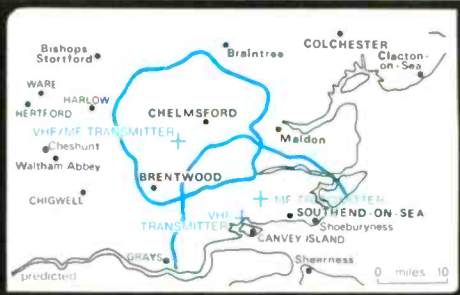 COLCHESTER
Bishops
Stortford
Braintree
Clacton-
on-Sea
WARE
HERTFORD
HARLOW
CHELMSFORD
VHF/MF TRANSMITTER
Maldon
Cheshunt
Waltham Abbey
BRENTWOOD
CHIGWELL
MF TRANSMITTER
VHF
TRANSMITTER
SOUTHEND-ON-SEA
Shoeburyness
CANVEY ISLAND
GRAYS
Sheerness
predicted
0 miles 10